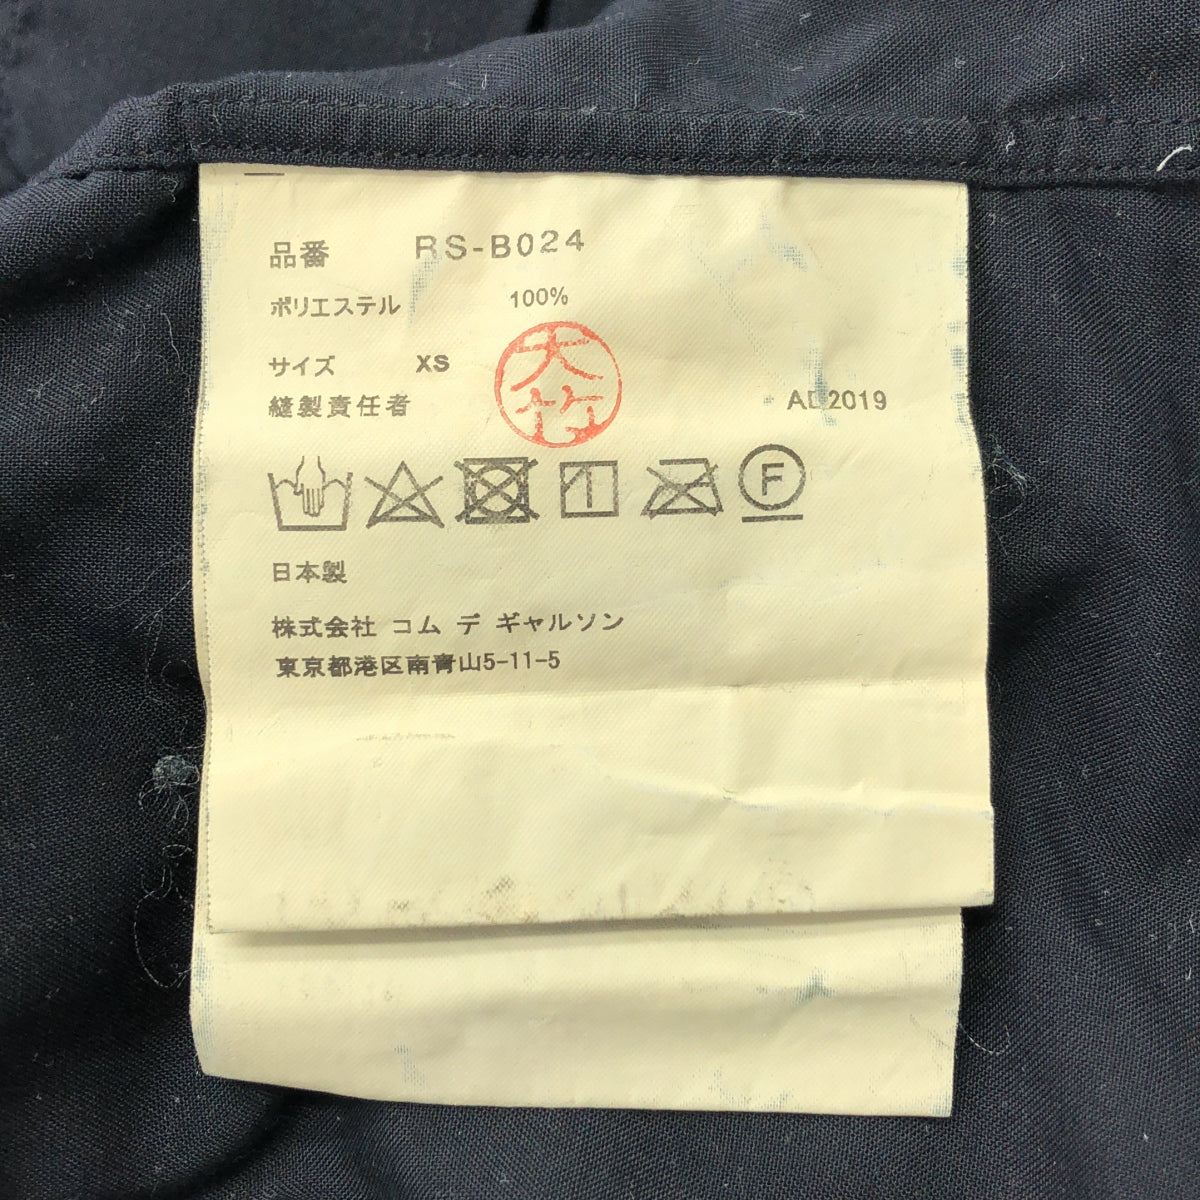 品番 RS-B024
ポリエステル 100%
サイズ XS
大竹
縫製責任者 AD2019
F
日本製
株式会社 コム デ ギャルソン
東京都港区南青山5-11-5